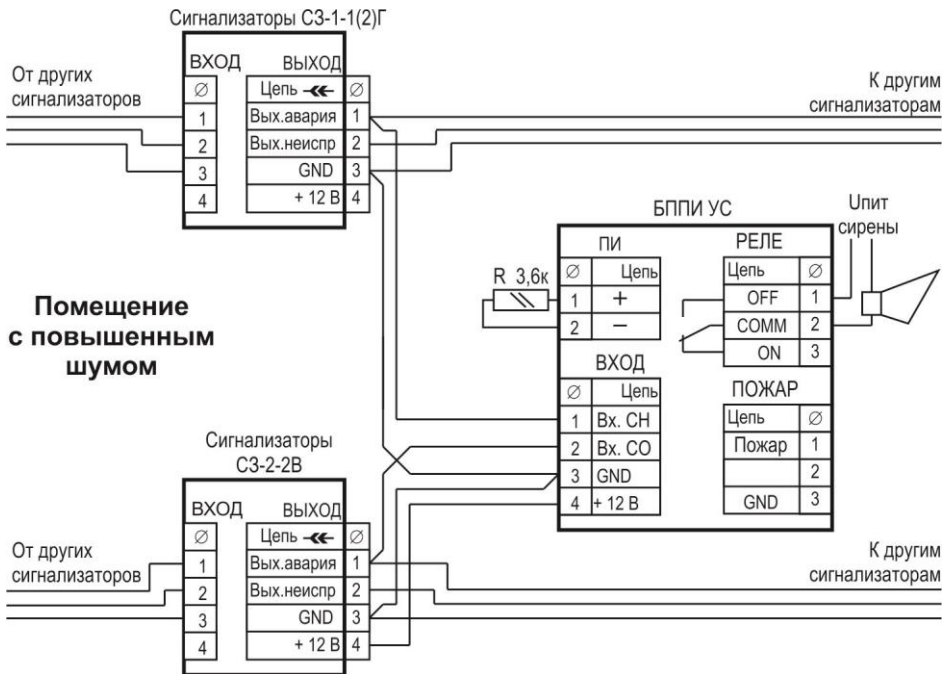 Сигнализаторы СЗ-1-1(2)Г
ВХОД
ВЫХОД
∅
Цепь
∅
1
Вых.авария
1
2
Вых.неиспр
2
3
GND
3
4
+ 12 В
4
От других
сигнализаторов
К другим
сигнализаторам
Помещение
с повышенным
шумом
БППИ УС
ПИ
∅
Цепь
1
+
2
–
R 3,6к
ВХОД
∅
Цепь
1
Вх. СН
2
Вх. СО
3
GND
4
+ 12 В
РЕЛЕ
Цепь
∅
OFF
1
COMM
2
ON
3
ПОЖАР
Цепь
∅
Пожар
1
2
GND
3
Uпит
сирены
Сигнализаторы
СЗ-2-2В
ВХОД
ВЫХОД
∅
Цепь
∅
1
Вых.авария
1
2
Вых.неиспр
2
3
GND
3
4
+ 12 В
4
От других
сигнализаторов
К другим
сигнализаторам